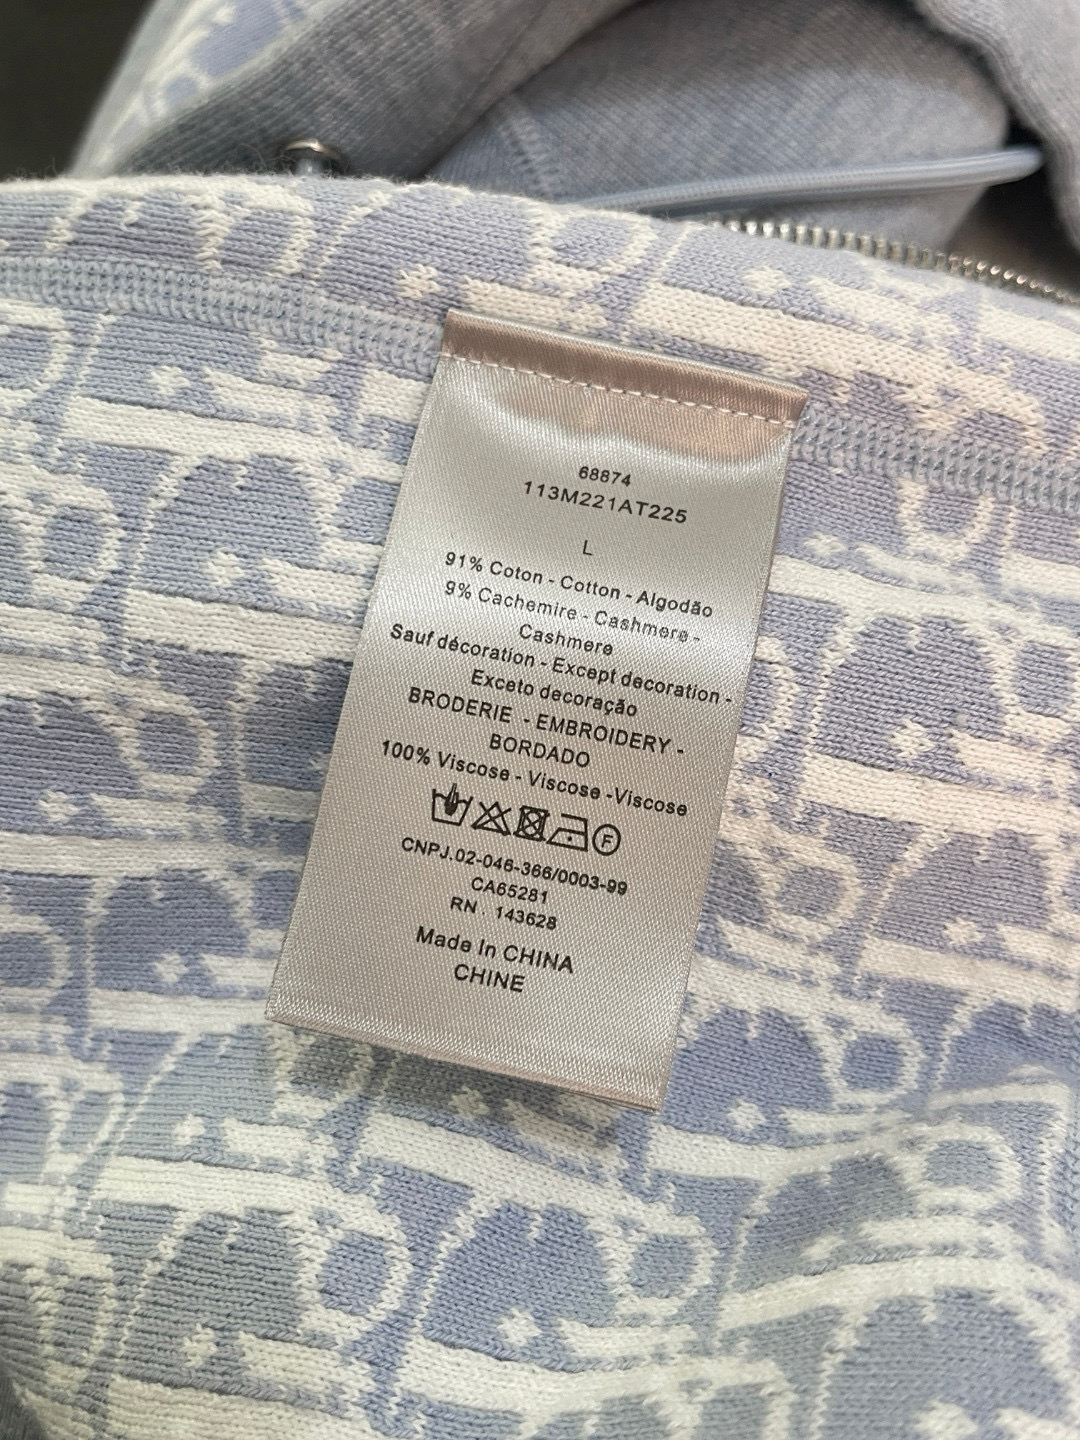 68874
113M221AT225
L
91% Coton - Cotton - Algodão
9% Cachemire - Cashmere -
Cashmere
Sauf décoration - Except decoration -
Exceto decoração
BRODERIE - EMBROIDERY -
BORDADO
100% Viscose - Viscose -Viscose
F
CNPJ.02-046-366/0003-99
CA65281
RN . 143628
Made In CHINA
CHINE